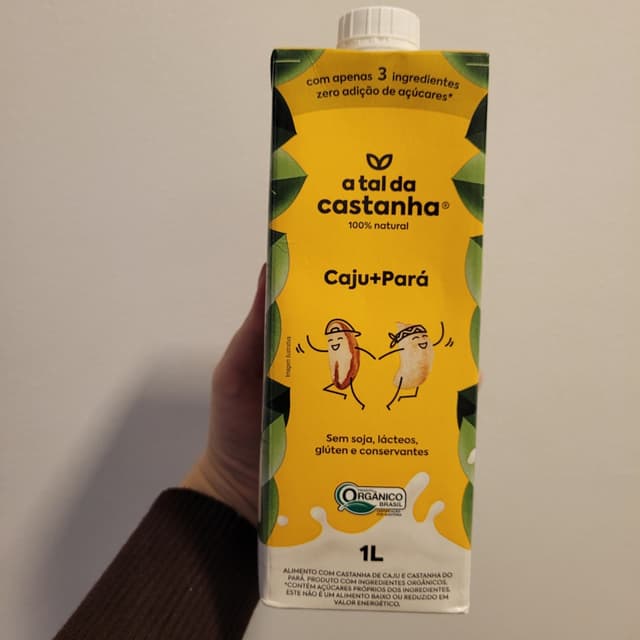 com apenas 3 ingredientes
zero adição de açúcares*
a tal da
castanha®
100% natural
Caju+Pará
Imagem ilustrativa
Sem soja, lácteos,
glúten e conservantes
ORGÂNICO
BRASIL
1L
ALIMENTO COM CASTANHA DE CAJU E CASTANHA DO
PARÁ. PRODUTO COM INGREDIENTES ORGÂNICOS.
*CONTÉM AÇÚCARES PRÓPRIOS DOS INGREDIENTES.
ESTE NÃO É UM ALIMENTO BAIXO OU REDUZIDO EM
VALOR ENERGÉTICO.